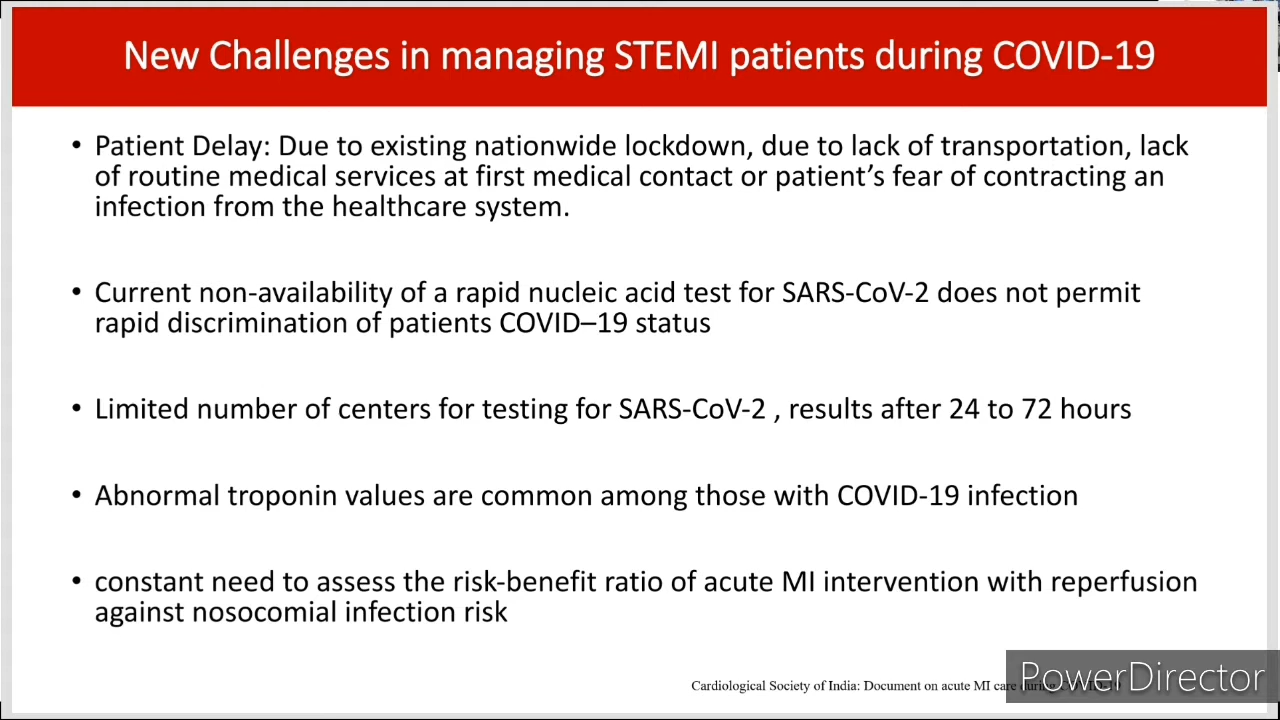 New Challenges in managing STEMI patients during COVID-19
• Patient Delay: Due to existing nationwide lockdown, due to lack of transportation, lack
of routine medical services at first medical contact or patient’s fear of contracting an
infection from the healthcare system.
• Current non-availability of a rapid nucleic acid test for SARS-CoV-2 does not permit
rapid discrimination of patients COVID–19 status
• Limited number of centers for testing for SARS-CoV-2 , results after 24 to 72 hours
• Abnormal troponin values are common among those with COVID-19 infection
• constant need to assess the risk-benefit ratio of acute MI intervention with reperfusion
against nosocomial infection risk
Cardiological Society of India: Document on acute MI care during
PowerDirector